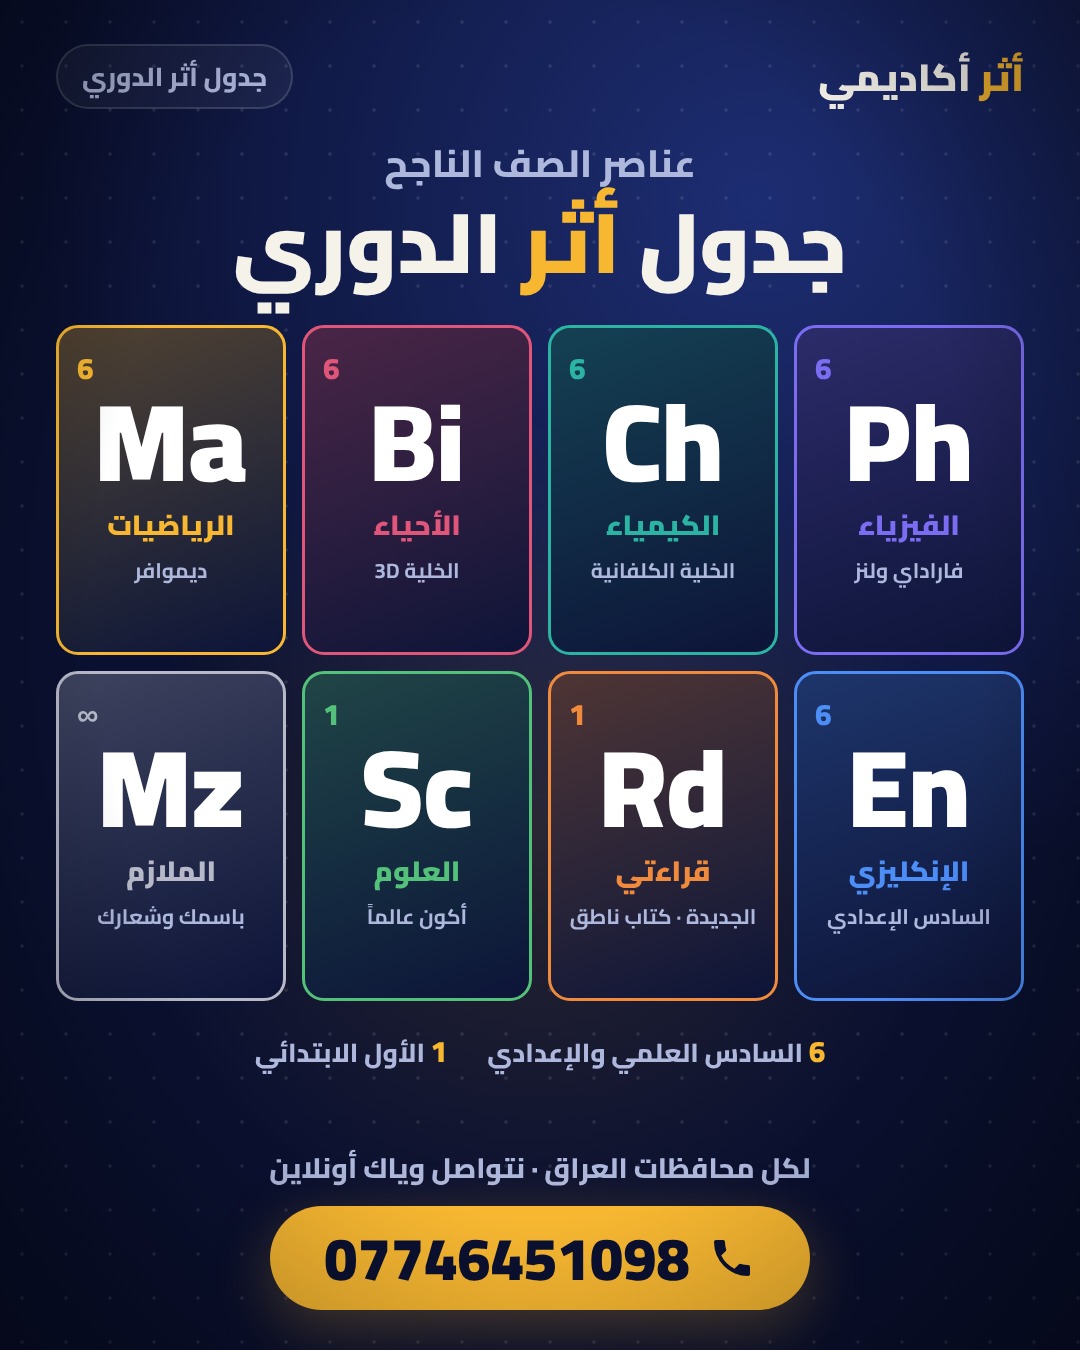 أثر أكاديمي
جدول أثر الدوري
عناصر الصف الناجح
جدول أثر الدوري
6
Ph
الفيزياء
فاراداي ولنز
6
Ch
الكيمياء
الخلية الكلفانية
6
Bi
الأحياء
الخلية 3D
6
Ma
الرياضيات
ديموافر
6
En
الإنكليزي
السادس الإعدادي
1
Rd
قراءتي
الجديدة · كتاب ناطق
1
Sc
العلوم
أكون عالماً
∞
Mz
الملازم
باسمك وشعارك
6 السادس العلمي والإعدادي
1 الأول الابتدائي
لكل محافظات العراق · نتواصل وياك أونلاين
07746451098